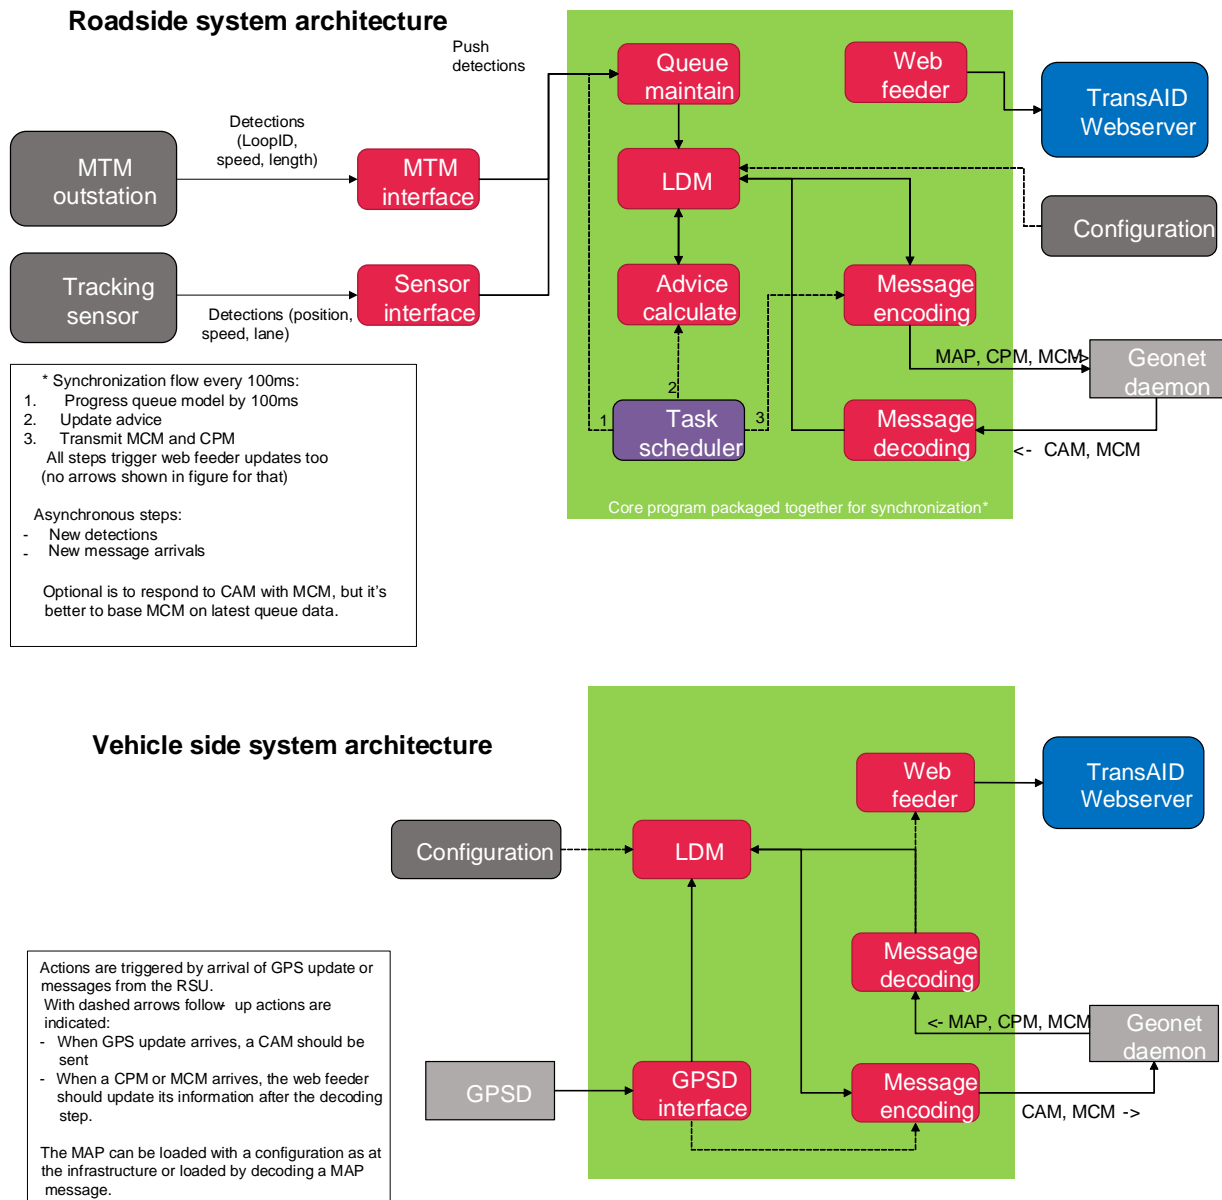 Roadside system architecture
Push
detections
Queue
maintain
Web
feeder
TransAID
Webserver
Detections
(LoopID,
speed, length)
MTM
outstation
MTM
interface
LDM
Configuration
Tracking
sensor
Sensor
interface
Detections (position,
speed, lane)
Advice
calculate
Message
encoding
MAP, CPM, MCM->
Geonet
daemon
* Synchronization flow every 100ms:
1. Progress queue model by 100ms
2. Update advice
3. Transmit MCM and CPM
All steps trigger web feeder updates too
(no arrows shown in figure for that)
Asynchronous steps:
- New detections
- New message arrivals
Optional is to respond to CAM with MCM, but it's
better to base MCM on latest queue data.
2
1
3
Task
scheduler
Message
decoding
<- CAM, MCM
Core program packaged together for synchronization*
Vehicle side system architecture
Web
feeder
TransAID
Webserver
Configuration
LDM
Message
decoding
Actions are triggered by arrival of GPS update or
messages from the RSU.
With dashed arrows follow- up actions are
indicated:
- When GPS update arrives, a CAM should be
sent
- When a CPM or MCM arrives, the web feeder
should update its information after the decoding
step.
The MAP can be loaded with a configuration as at
the infrastructure or loaded by decoding a MAP
message.
<- MAP, CPM, MCM
Geonet
daemon
GPSD
GPSD
interface
Message
encoding
CAM, MCM ->